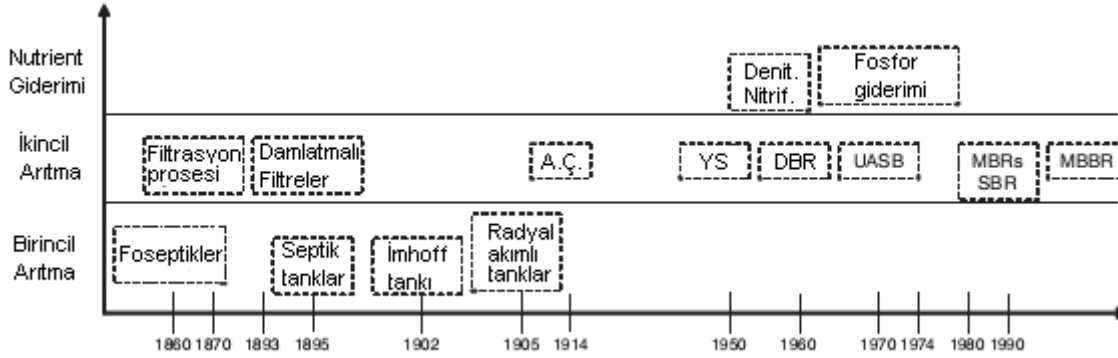 Nutrient
Giderimi
Denit.
Nitrif.
Fosfor
giderimi
İkincil
Arıtma
Filtrasyon
prosesi
Damlatmalı
Filtreler
A.Ç.
YS
DBR
UASB
MBRs
SBR
MBBR
Birincil
Arıtma
Foseptikler
Septik
tanklar
İmhoff
tankı
Radyal
akımlı
tanklar
1860 1870 1893 1895 1902 1905 1914 1950 1960 1970 1974 1980 1990